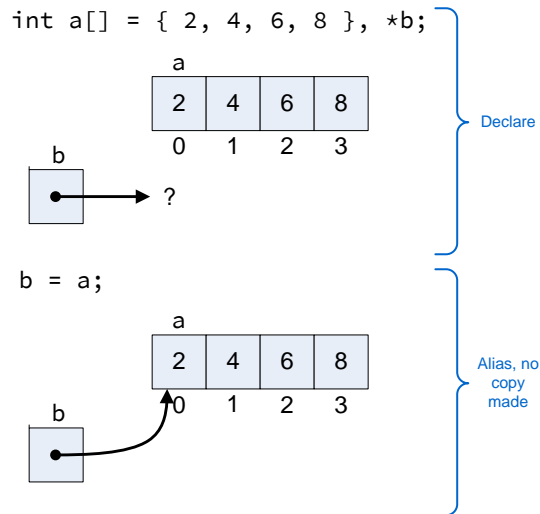 int a[] = { 2, 4, 6, 8 }, *b;
a
2 4 6 8
0 1 2 3
Declare
b
?
b = a;
a
2 4 6 8
0 1 2 3
Alias, no
copy
made
b